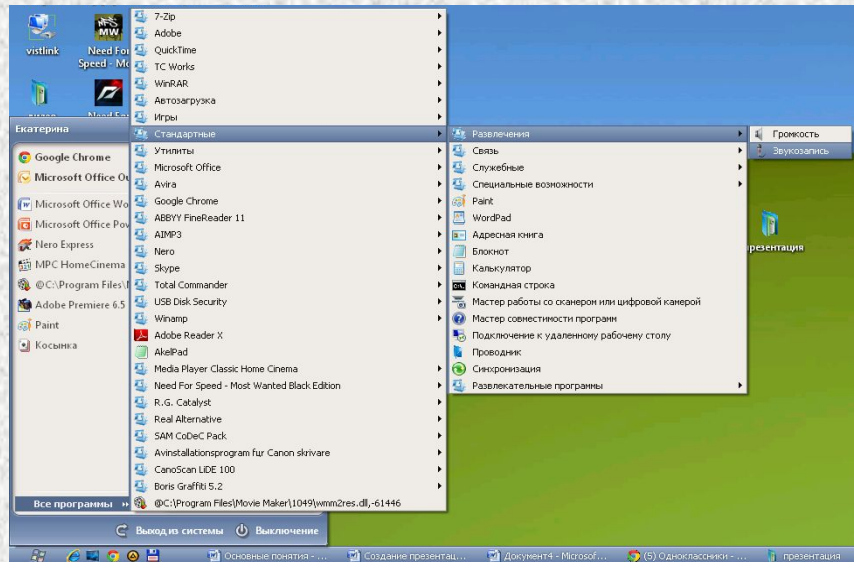 vistlink
Need For
Speed - Mo
Екатерина
Google Chrome
Microsoft Office Ou
Microsoft Office Wo
Microsoft Office Pov
Nero Express
MPC HomeCinema
@C:\Program Files\
Adobe Premiere 6.5
Paint
Косынка
Все программы
Выход из системы
Выключение
7-Zip
Adobe
QuickTime
TC Works
WinRAR
Автозагрузка
Игры
Стандартные
Утилиты
Microsoft Office
Avira
Google Chrome
ABBYY FineReader 11
AIMP3
Nero
Skype
Total Commander
USB Disk Security
Winamp
Adobe Reader X
AkelPad
Media Player Classic Home Cinema
Need For Speed - Most Wanted Black Edition
R.G. Catalyst
Real Alternative
SAM CoDeC Pack
Avinstallationsprogram fцr Canon skrivare
CanoScan LiDE 100
Boris Graffiti 5.2
@C:\Program Files\Movie Maker\1049\wmm2res.dll,-61446
Развлечения
Связь
Служебные
Специальные возможности
Paint
WordPad
Адресная книга
Блокнот
Калькулятор
Командная строка
Мастер работы со сканером или цифровой камерой
Мастер совместимости программ
Подключение к удаленному рабочему столу
Проводник
Синхронизация
Развлекательные программы
Громкость
Звукозапись
презентация
Основные понятия - ...
Создание презентац...
Документ4 - Microsof...
(5) Одноклассники - ...
презентация